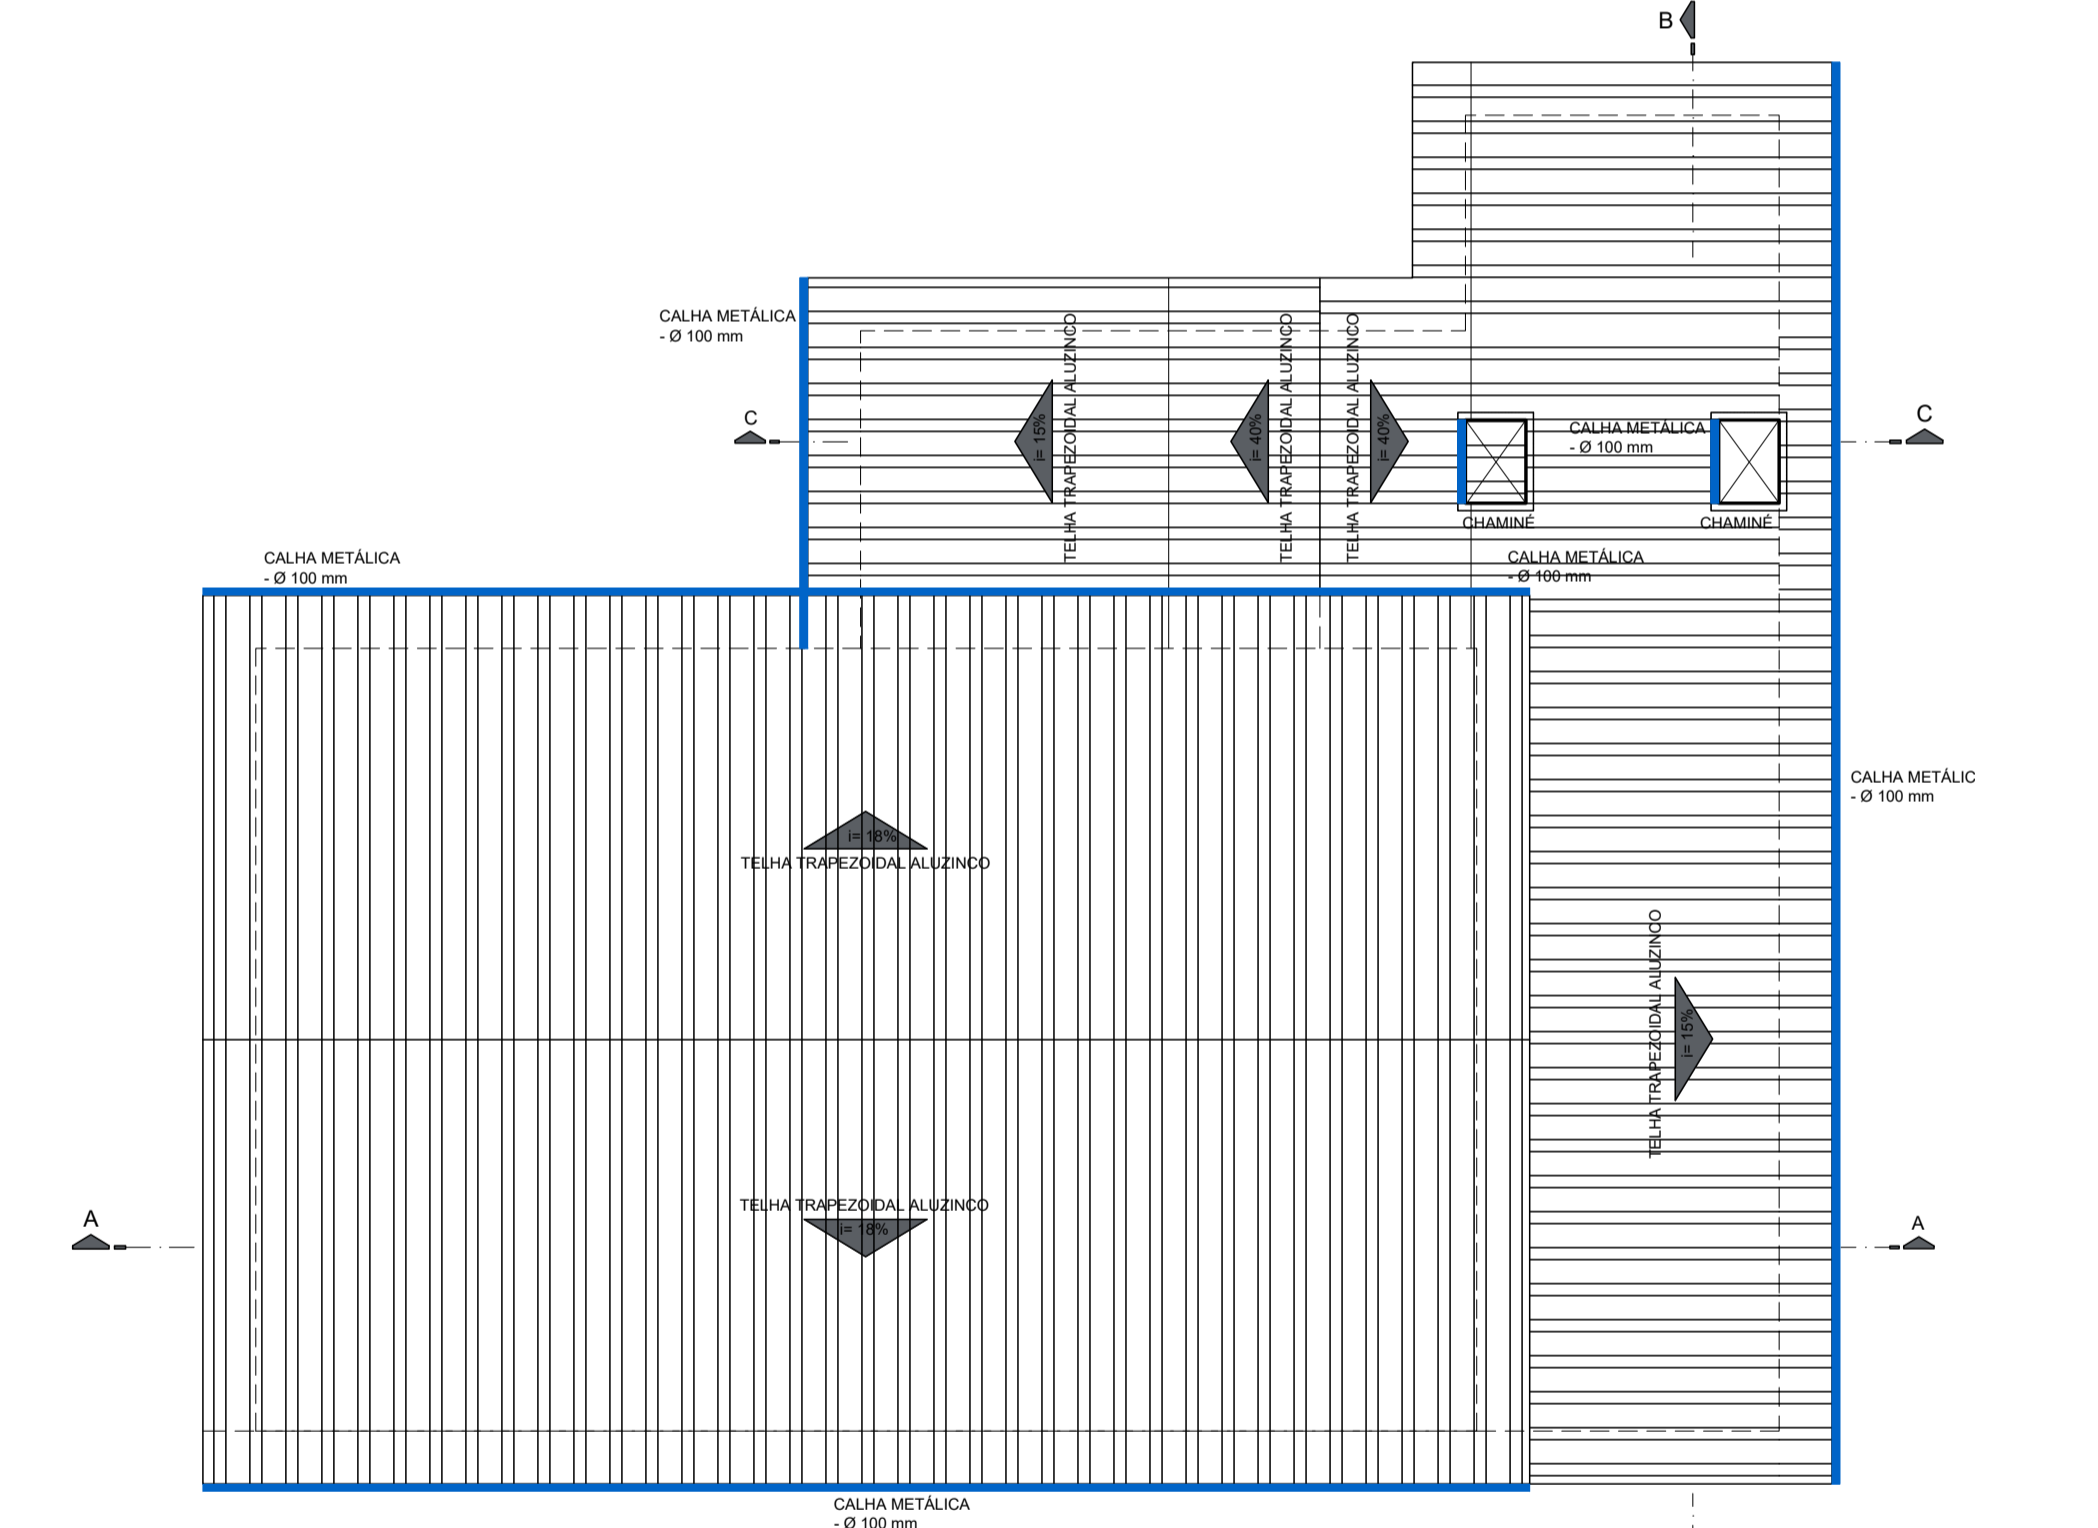 B
CALHA METÁLICA
- Ø 100 mm
TELHA TRAPEZOIDAL ALUZINCO
TELHA TRAPEZOIDAL ALUZINCO
TELHA TRAPEZOIDAL ALUZINCO
C
i= 15%
i= 40%
i= 40%
CALHA METÁLICA
- Ø 100 mm
C
CHAMINÉ
CHAMINÉ
CALHA METÁLICA
- Ø 100 mm
CALHA METÁLICA
- Ø 100 mm
CALHA METÁLIC
- Ø 100 mm
i= 18%
TELHA TRAPEZOIDAL ALUZINCO
TELHA TRAPEZOIDAL ALUZINCO
i= 15%
TELHA TRAPEZOIDAL ALUZINCO
i= 18%
A
A
CALHA METÁLICA
- Ø 100 mm